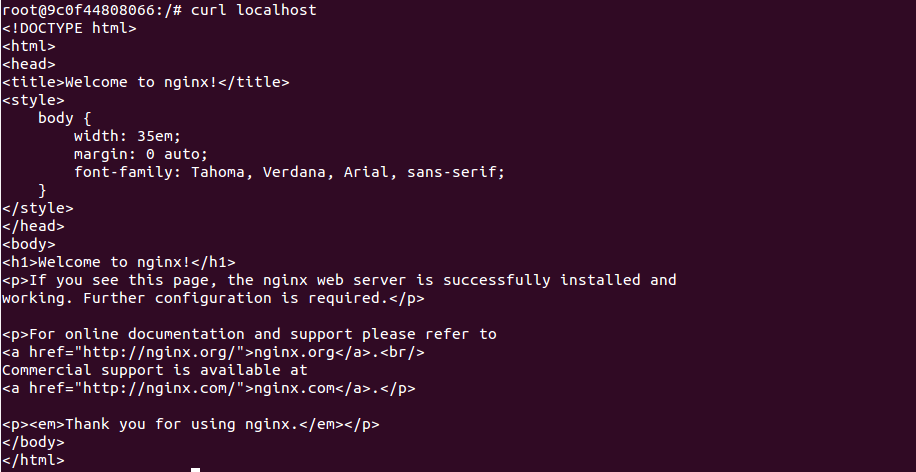 root@9c0f44808066:/# curl localhost
<!DOCTYPE html>
<html>
<head>
<title>Welcome to nginx!</title>
<style>
    body {
        width: 35em;
        margin: 0 auto;
        font-family: Tahoma, Verdana, Arial, sans-serif;
    }
</style>
</head>
<body>
<h1>Welcome to nginx!</h1>
<p>If you see this page, the nginx web server is successfully installed and
working. Further configuration is required.</p>

<p>For online documentation and support please refer to
<a href="http://nginx.org/">nginx.org</a>.<br/>
Commercial support is available at
<a href="http://nginx.com/">nginx.com</a>.</p>

<p><em>Thank you for using nginx.</em></p>
</body>
</html>